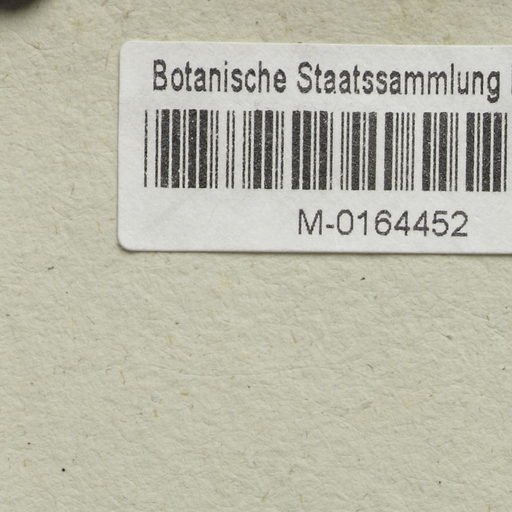 Botanische Staatssammlung
M-0164452